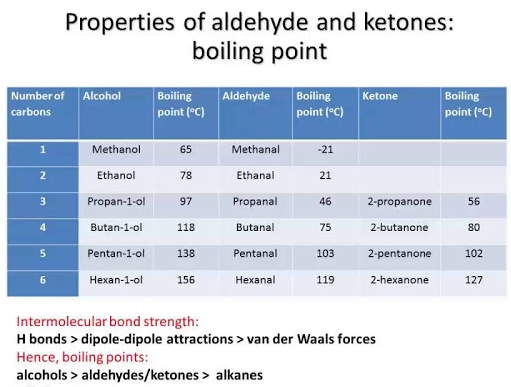 Properties of aldehyde and ketones:
boiling point
Number of carbons Alcohol Boiling point (°C) Aldehyde Boiling point (°C) Ketone Boiling point (°C)
1 Methanol 65 Methanal -21
2 Ethanol 78 Ethanal 21
3 Propan-1-ol 97 Propanal 46 2-propanone 56
4 Butan-1-ol 118 Butanal 75 2-butanone 80
5 Pentan-1-ol 138 Pentanal 103 2-pentanone 102
6 Hexan-1-ol 156 Hexanal 119 2-hexanone 127
Intermolecular bond strength:
H bonds > dipole-dipole attractions > van der Waals forces
Hence, boiling points:
alcohols > aldehydes/ketones > alkanes